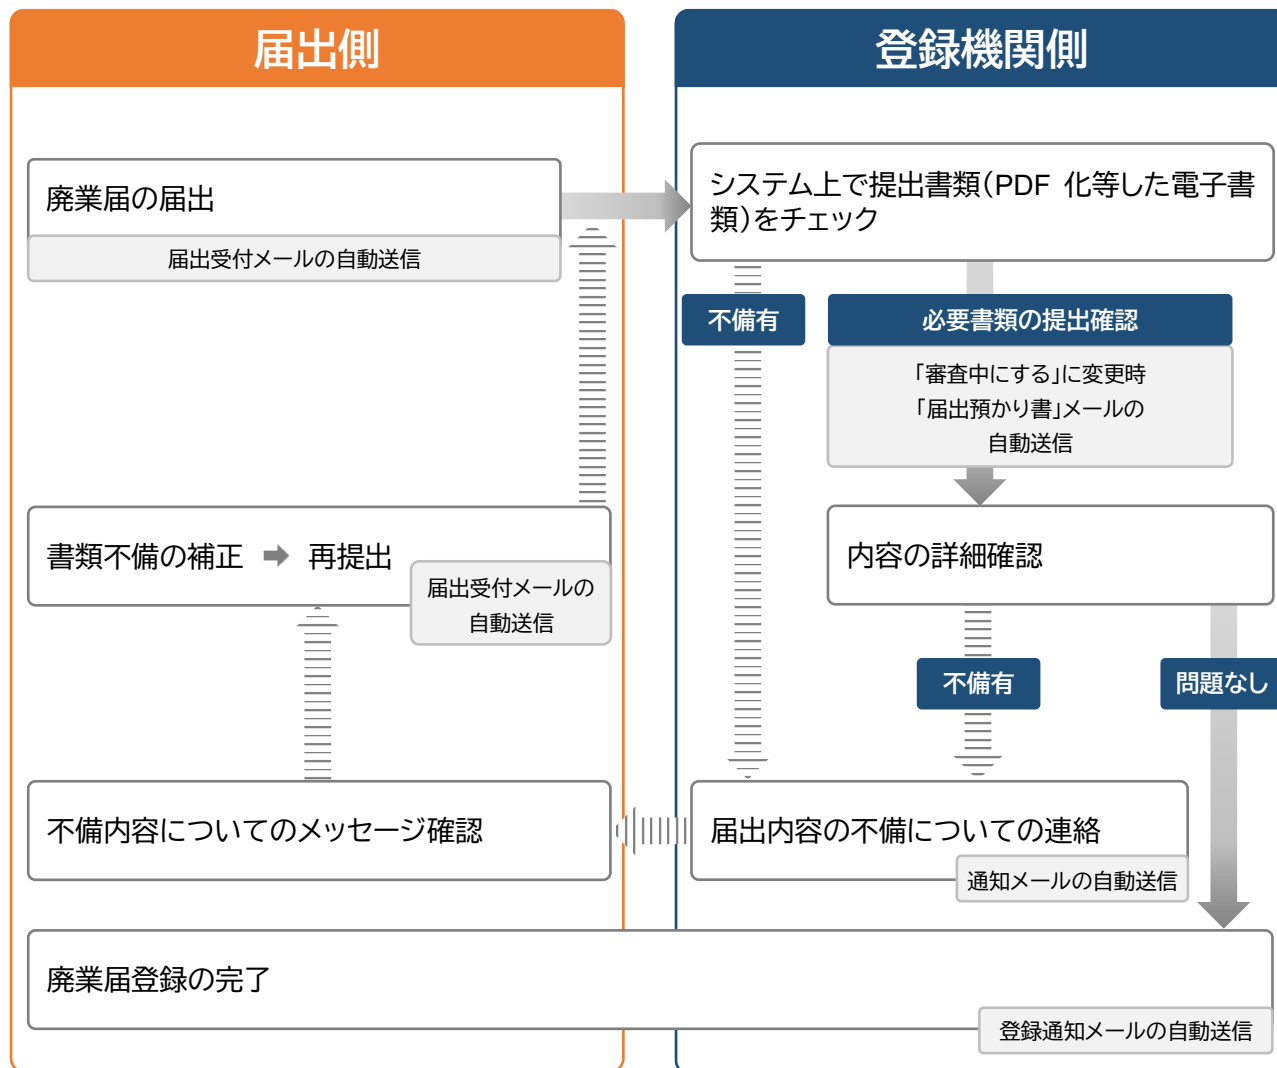 届出側
登録機関側
廃業届の届出
届出受付メールの自動送信
システム上で提出書類（PDF 化等した電子書
類）をチェック
不備有
必要書類の提出確認
「審査中にする」に変更時
「届出預かり書」メールの
自動送信
書類不備の補正 ➡ 再提出
届出受付メールの
自動送信
内容の詳細確認
不備有
問題なし
不備内容についてのメッセージ確認
届出内容の不備についての連絡
通知メールの自動送信
廃業届登録の完了
登録通知メールの自動送信